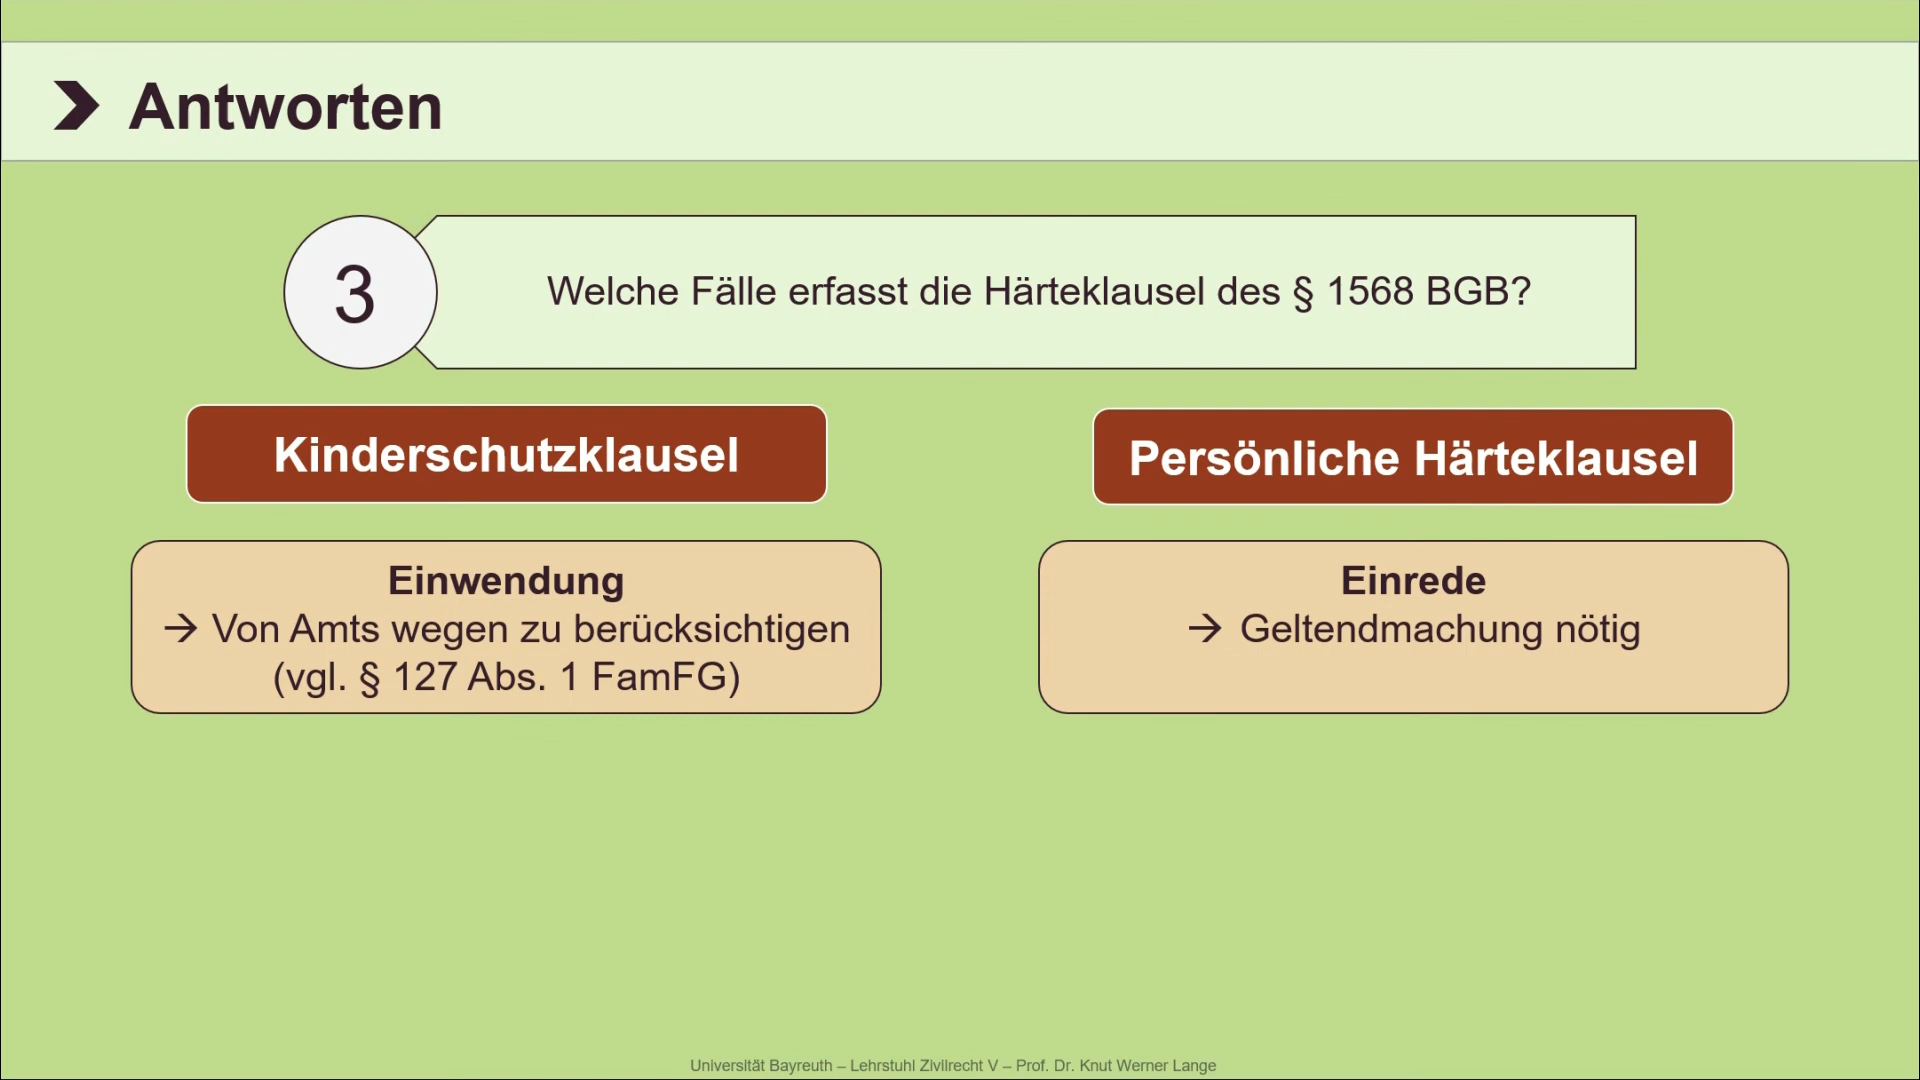 Antworten
3
Welche Fälle erfasst die Härteklausel des § 1568 BGB?
Kinderschutzklausel
Persönliche Härteklausel
Einwendung
→ Von Amts wegen zu berücksichtigen
(vgl. § 127 Abs. 1 FamFG)
Einrede
→ Geltendmachung nötig
Universität Bayreuth – Lehrstuhl Zivilrecht V – Prof. Dr. Knut Werner Lange